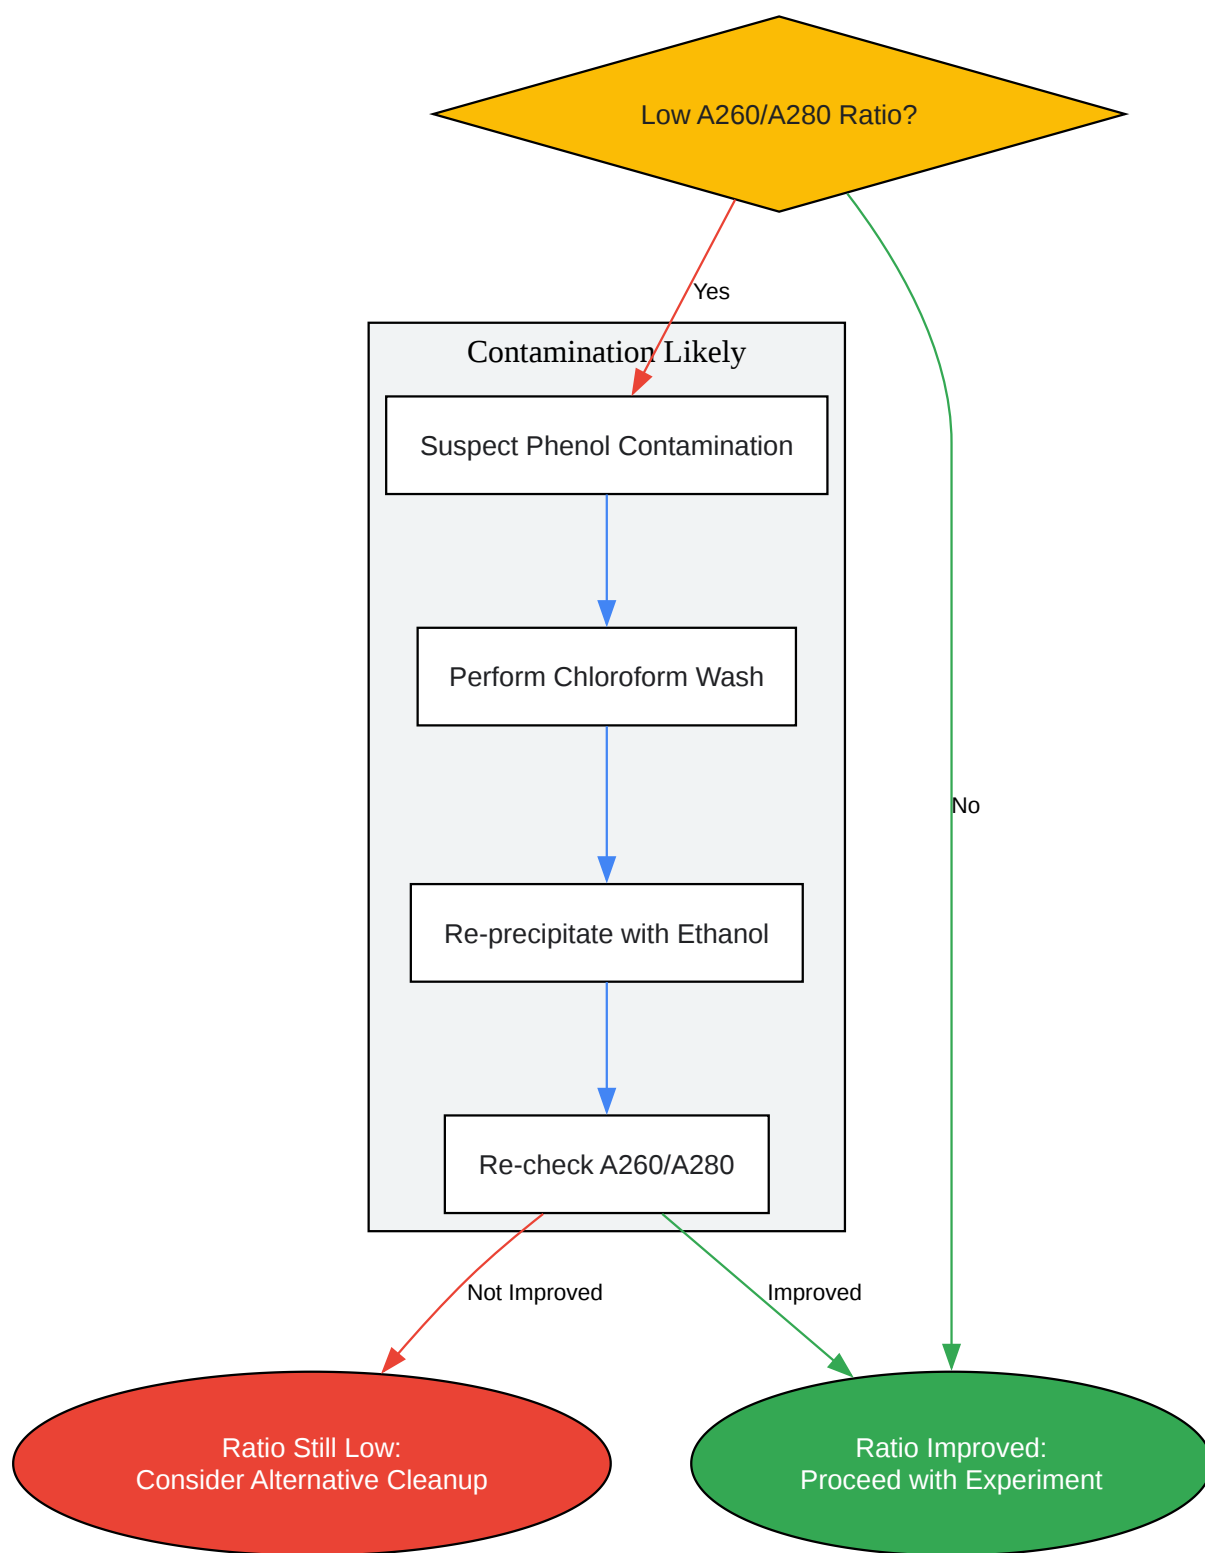 Low A260/A280 Ratio?
Yes
Contamination Likely
Suspect Phenol Contamination
Perform Chloroform Wash
No
Re-precipitate with Ethanol
Re-check A260/A280
Not Improved
Improved
Ratio Still Low:
Consider Alternative Cleanup
Ratio Improved:
Proceed with Experiment